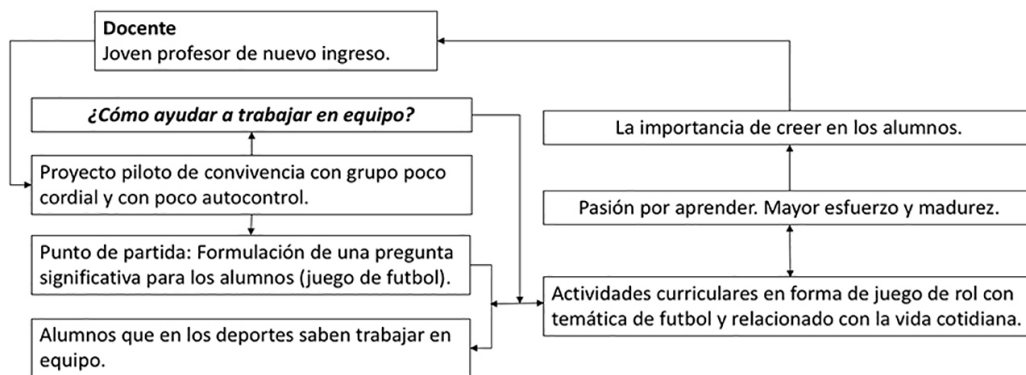 Docente
Joven profesor de nuevo ingreso.
¿Cómo ayudar a trabajar en equipo?
Proyecto piloto de convivencia con grupo poco
cordial y con poco autocontrol.
Punto de partida: Formulación de una pregunta
significativa para los alumnos (juego de futbol).
Alumnos que en los deportes saben trabajar en
equipo.
La importancia de creer en los alumnos.
Pasión por aprender. Mayor esfuerzo y madurez.
Actividades curriculares en forma de juego de rol con
temática de futbol y relacionado con la vida cotidiana.